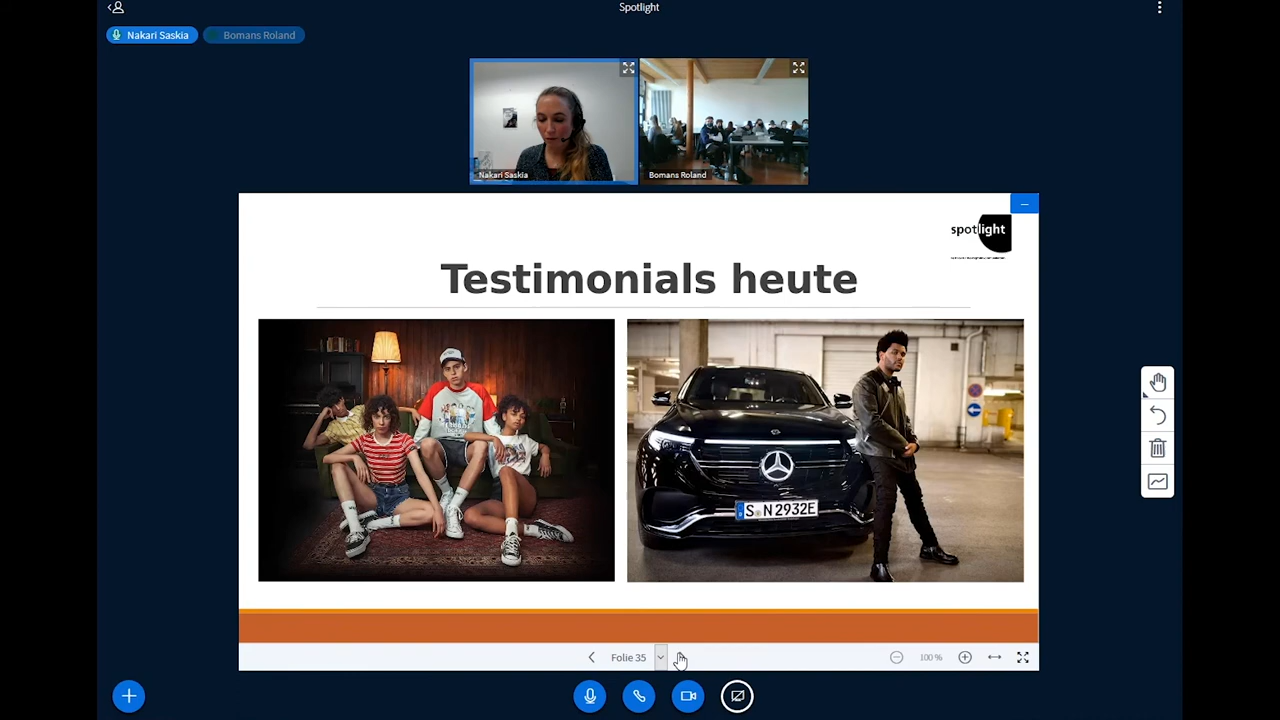 Spotlight
Nakari Saskia
Bomans Roland
Nakari Saskia
Bomans Roland
spotlight
Testimonials heute
S N 2932E
Folie 35
100 %